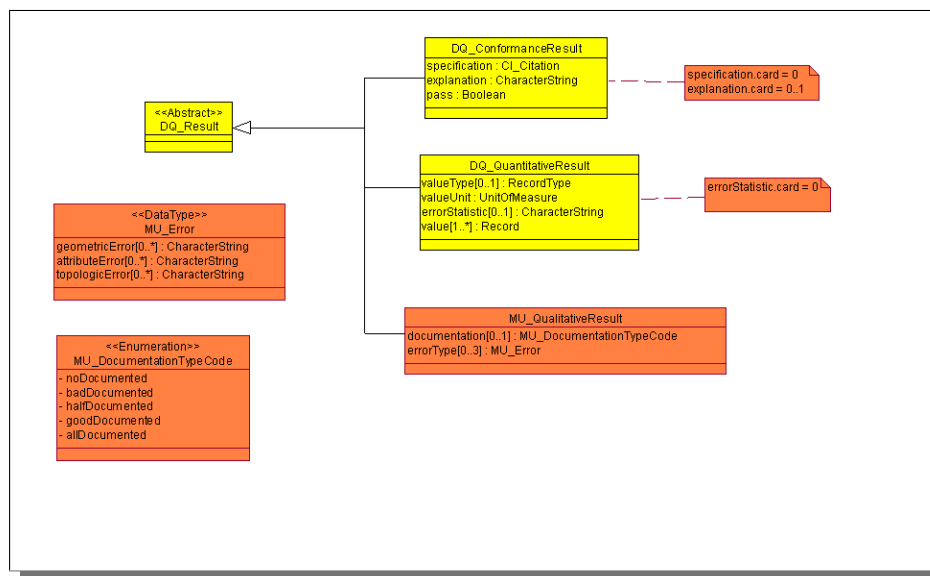 DQ_ConformanceResult
specification : CI_Citation
explanation : CharacterString
pass : Boolean
specification.card = 0
explanation.card = 0..1
<<Abstract>>
DQ_Result
DQ_QuantitativeResult
valueType[0..1] : RecordType
valueUnit : UnitOfMeasure
errorStatistic[0..1] : CharacterString
value[1..*] : Record
errorStatistic.card = 0
<<DataType>>
MU_Error
geometricError[0..*] : CharacterString
attributeError[0..*] : CharacterString
topologicError[0..*] : CharacterString
MU_QualitativeResult
documentation[0..1] : MU_DocumentationTypeCode
errorType[0..3] : MU_Error
<<Enumeration>>
MU_DocumentationTypeCode
- noDocumented
- badDocumented
- halfDocumented
- goodDocumented
- allDocumented